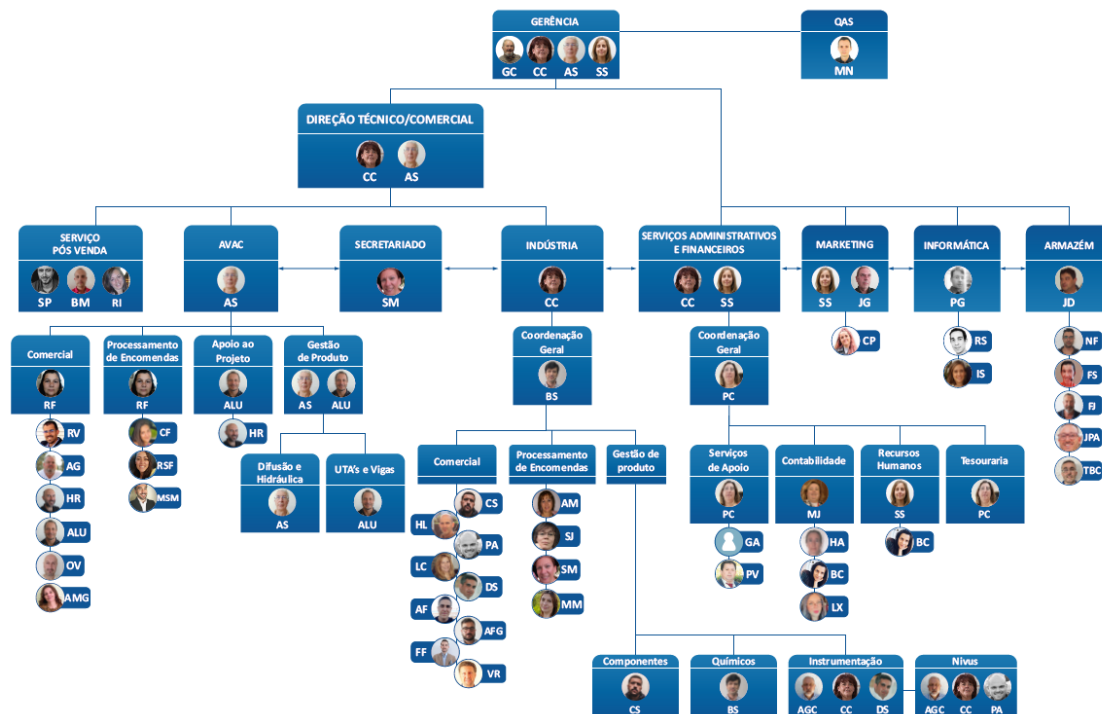 GERÊNCIA
GC CC AS SS
QAS
MN
DIREÇÃO TÉCNICO/COMERCIAL
CC AS
SERVIÇO
PÓS VENDA
SP BM RI
AVAC
AS
SECRETARIADO
SM
INDÚSTRIA
CC
SERVIÇOS ADMINISTRATIVOS
E FINANCEIROS
CC SS
MARKETING
SS JG
CP
INFORMÁTICA
PG
RS
IS
ARMAZÉM
JD
NF
FS
FJ
JPA
TBC
Comercial
RF
RV
AG
HR
ALU
OV
AMG
Processamento
de Encomendas
RF
CF
RSF
MSM
Apoio ao
Projeto
ALU
HR
Gestão
de Produto
AS ALU
Difusão e
Hidráulica
AS
UTA's e Vigas
ALU
Coordenação
Geral
BS
Comercial
CS
HL
PA
LC
DS
AF
AFG
FF
VR
Processamento
de Encomendas
AM
SJ
SM
MM
Gestão de
produto
Componentes
CS
Químicos
BS
Instrumentação
AGC CC DS
Nivus
AGC CC PA
Coordenação
Geral
PC
Serviços
de Apoio
PC
GA
PV
Contabilidade
MJ
HA
BC
LX
Recursos
Humanos
SS
BC
Tesouraria
PC